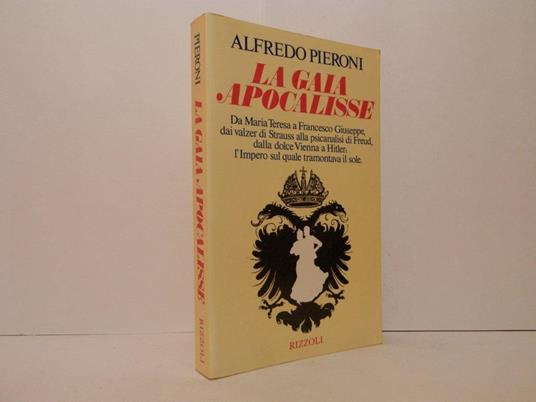 PIERONI
LA GAIA APOCALISSE
RIZZOLI
ALFREDO PIERONI
LA GAIA
APOCALISSE
Da Maria Teresa a Francesco Giuseppe,
dai valzer di Strauss alla psicanalisi di Freud,
dalla dolce Vienna a Hitler:
l'Impero sul quale tramontava il sole.
RIZZOLI